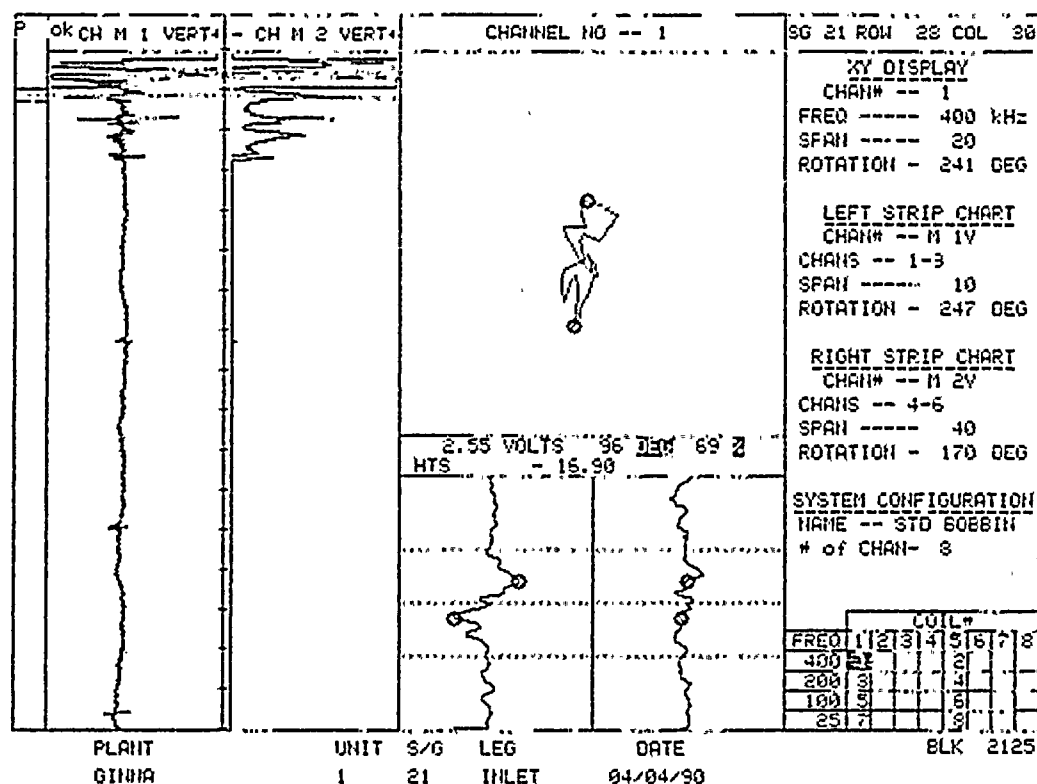 P
ok CH M 1 VERT
- CH M 2 VERT
CHANNEL NO -- 1
SG 21 ROW 28 COL 30
XY DISPLAY
CHAN# -- 1
FREQ ----- 400 kHz
SPAN ----- 20
ROTATION - 241 DEG
LEFT STRIP CHART
CHAN# -- M 1V
CHANS -- 1-3
SPAN ----- 10
ROTATION - 247 DEG
RIGHT STRIP CHART
CHAN# -- M 2V
CHANS -- 4-6
SPAN ----- 40
ROTATION - 170 DEG
2.55 VOLTS 96 DEG 69 %
HTS - 16.90
SYSTEM CONFIGURATION
NAME -- STD BOBBIN
# of CHAN- 8
COIL#
FREQ 1 2 3 4 5 6 7 8
400 2
200 3 4
100 5 6
25 7 8
PLANT UNIT S/G LEG DATE BLK 2125
GINNA 1 21 INLET 04/04/90